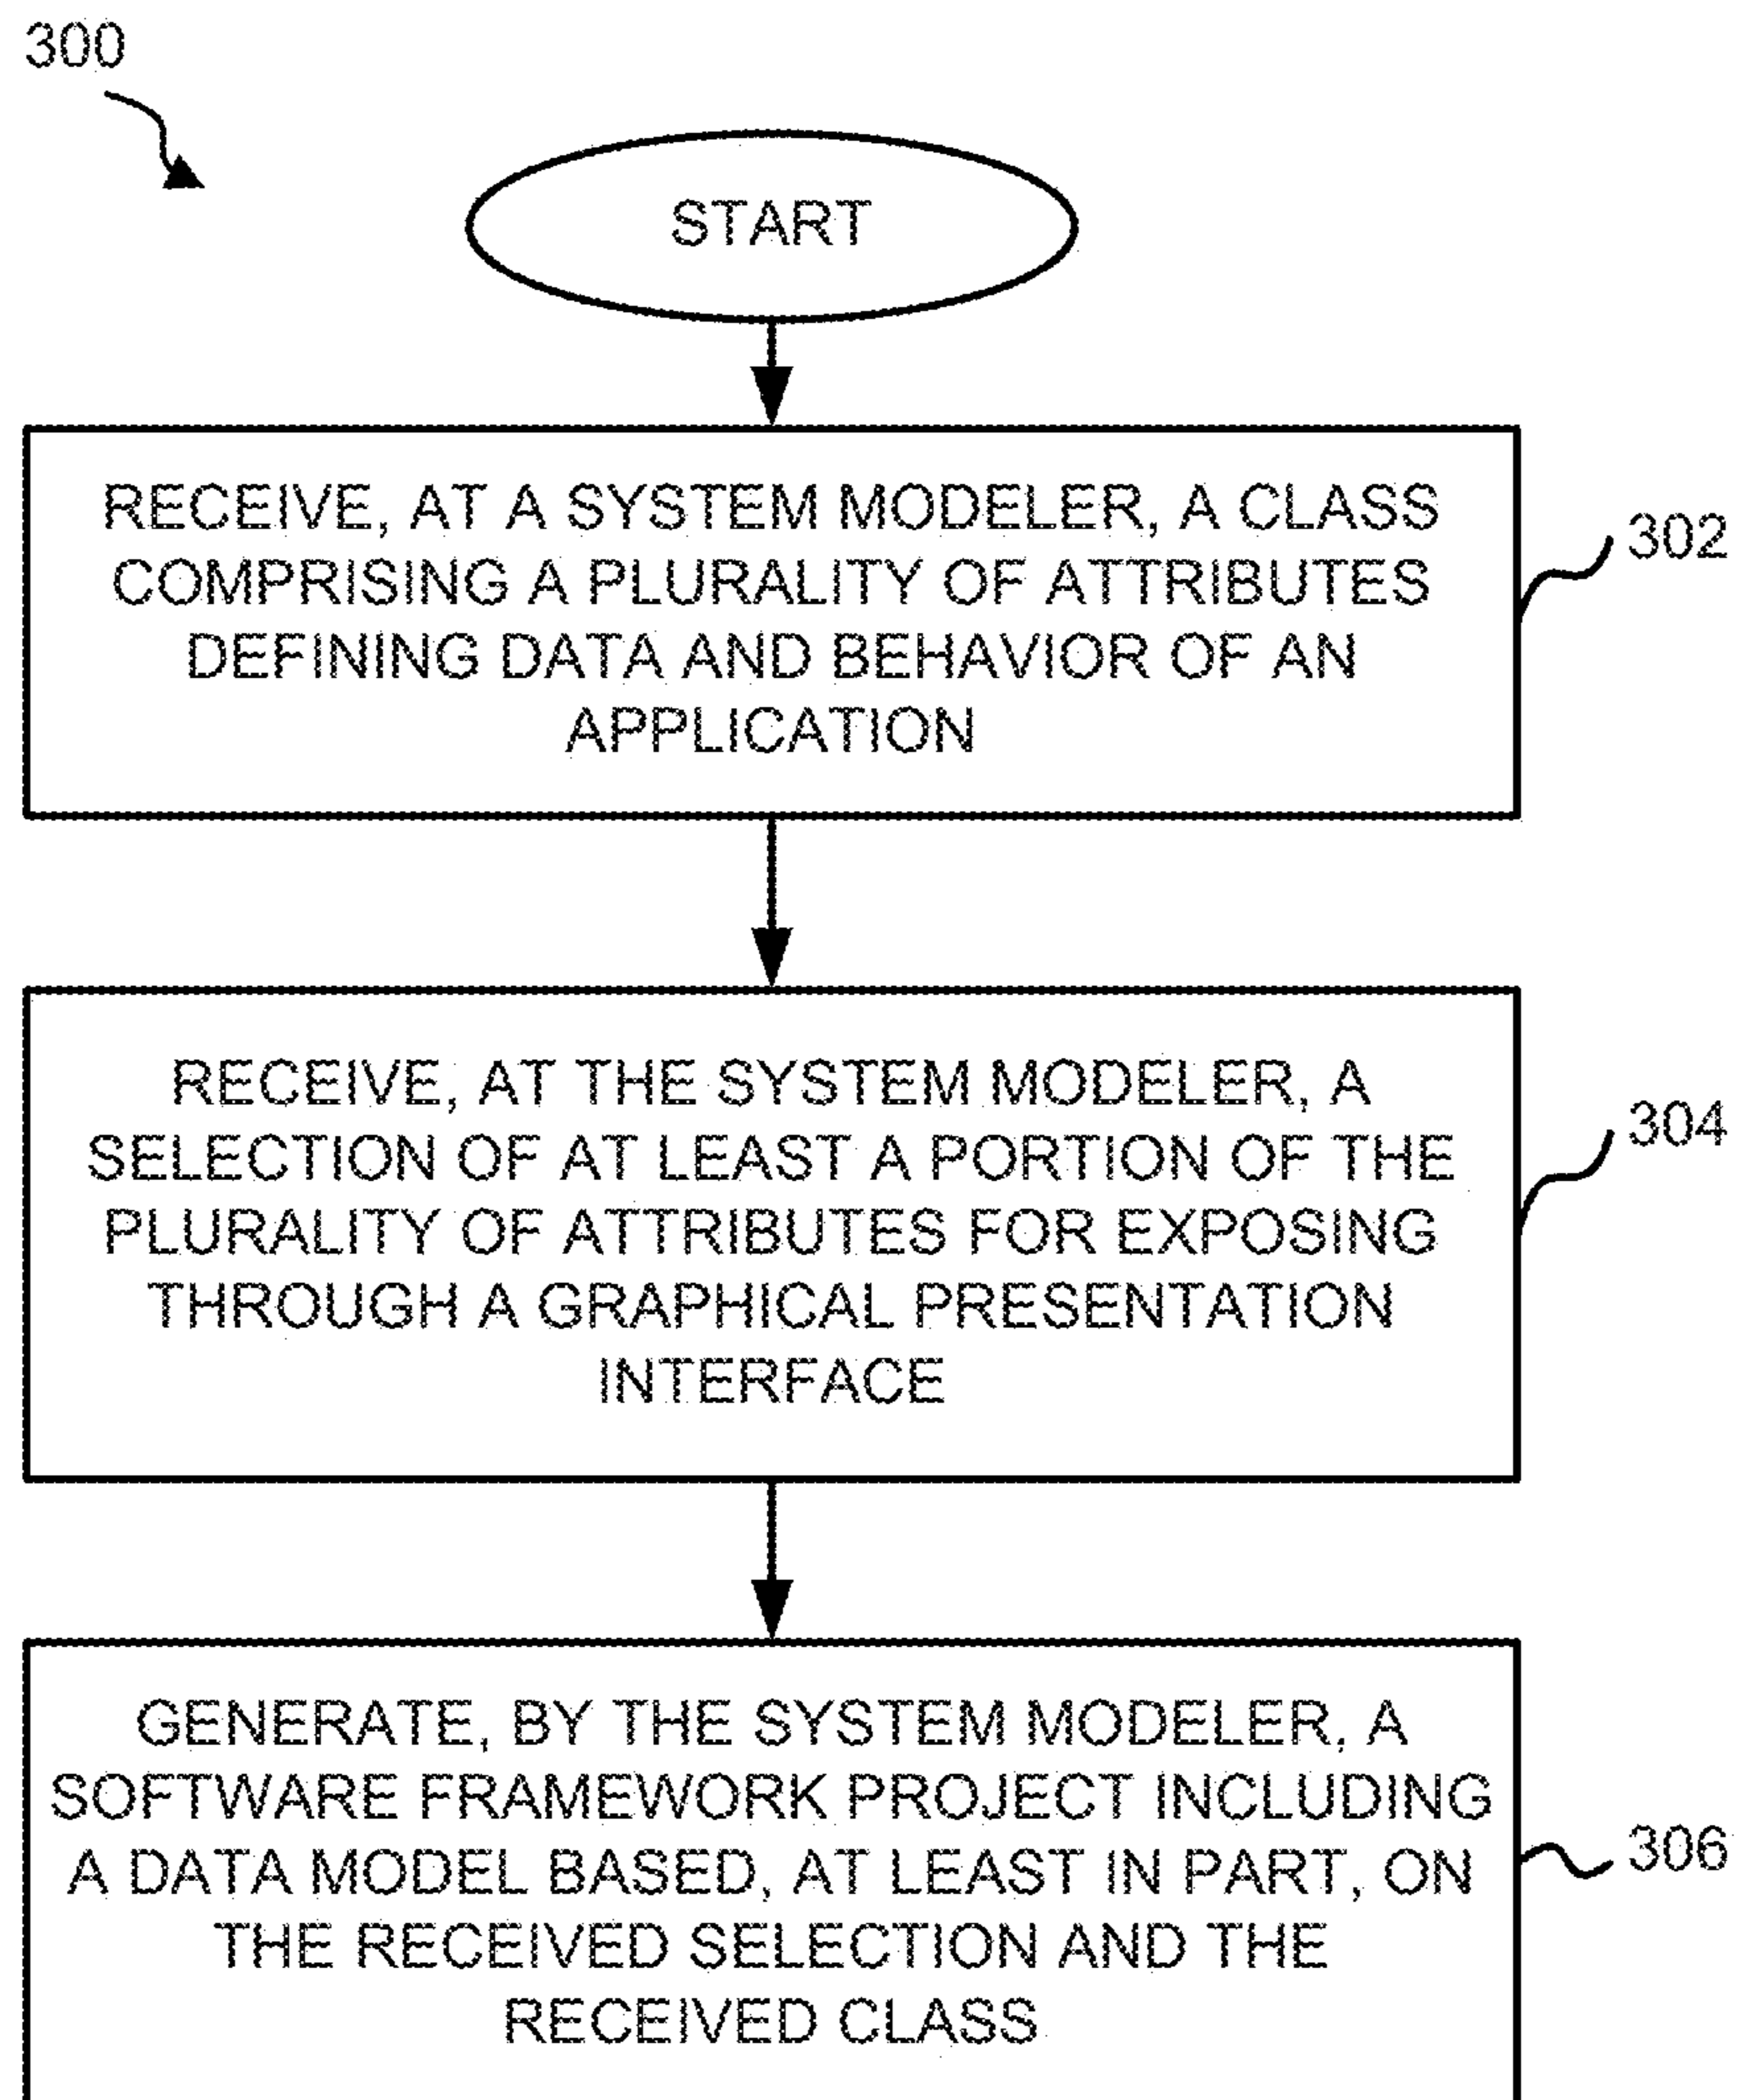 300
START
RECEIVE, AT A SYSTEM MODELER, A CLASS
COMPRISING A PLURALITY OF ATTRIBUTES
DEFINING DATA AND BEHAVIOR OF AN
APPLICATION
302
RECEIVE, AT THE SYSTEM MODELER, A
SELECTION OF AT LEAST A PORTION OF THE
PLURALITY OF ATTRIBUTES FOR EXPOSING
THROUGH A GRAPHICAL PRESENTATION
INTERFACE
304
GENERATE, BY THE SYSTEM MODELER, A
SOFTWARE FRAMEWORK PROJECT INCLUDING
A DATA MODEL BASED, AT LEAST IN PART, ON
THE RECEIVED SELECTION AND THE
RECEIVED CLASS
306